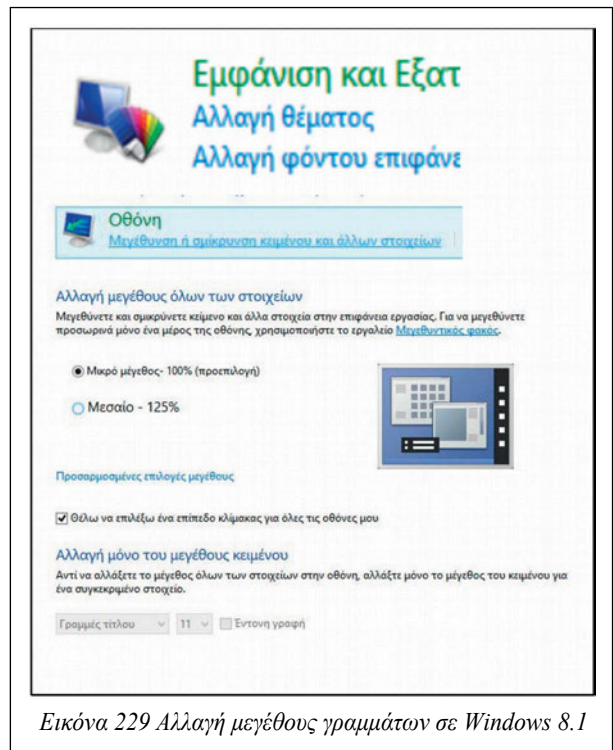 Εμφάνιση και Εξατ
Αλλαγή θέματος
Αλλαγή φόντου επιφάνε
Οθόνη
Μεγέθυνση ή σμίκρυνση κειμένου και άλλων στοιχείων
Αλλαγή μεγέθους όλων των στοιχείων
Μεγεθύνετε και σμικρύνετε κείμενο και άλλα στοιχεία στην επιφάνεια εργασίας. Για να μεγεθύνετε
προσωρινά μόνο ένα μέρος της οθόνης, χρησιμοποιήστε το εργαλείο Μεγεθυντικός φακός.
Μικρό μέγεθος- 100% (προεπιλογή)
Μεσαίο - 125%
Προσαρμοσμένες επιλογές μεγέθους
Θέλω να επιλέξω ένα επίπεδο κλίμακας για όλες τις οθόνες μου
Αλλαγή μόνο του μεγέθους κειμένου
Αντί να αλλάξετε το μέγεθος όλων των στοιχείων στην οθόνη, αλλάξτε μόνο το μέγεθος του κειμένου για
ένα συγκεκριμένο στοιχείο.
Γραμμές τίτλου 11 Έντονη γραφή
Εικόνα 229 Αλλαγή μεγέθους γραμμάτων σε Windows 8.1